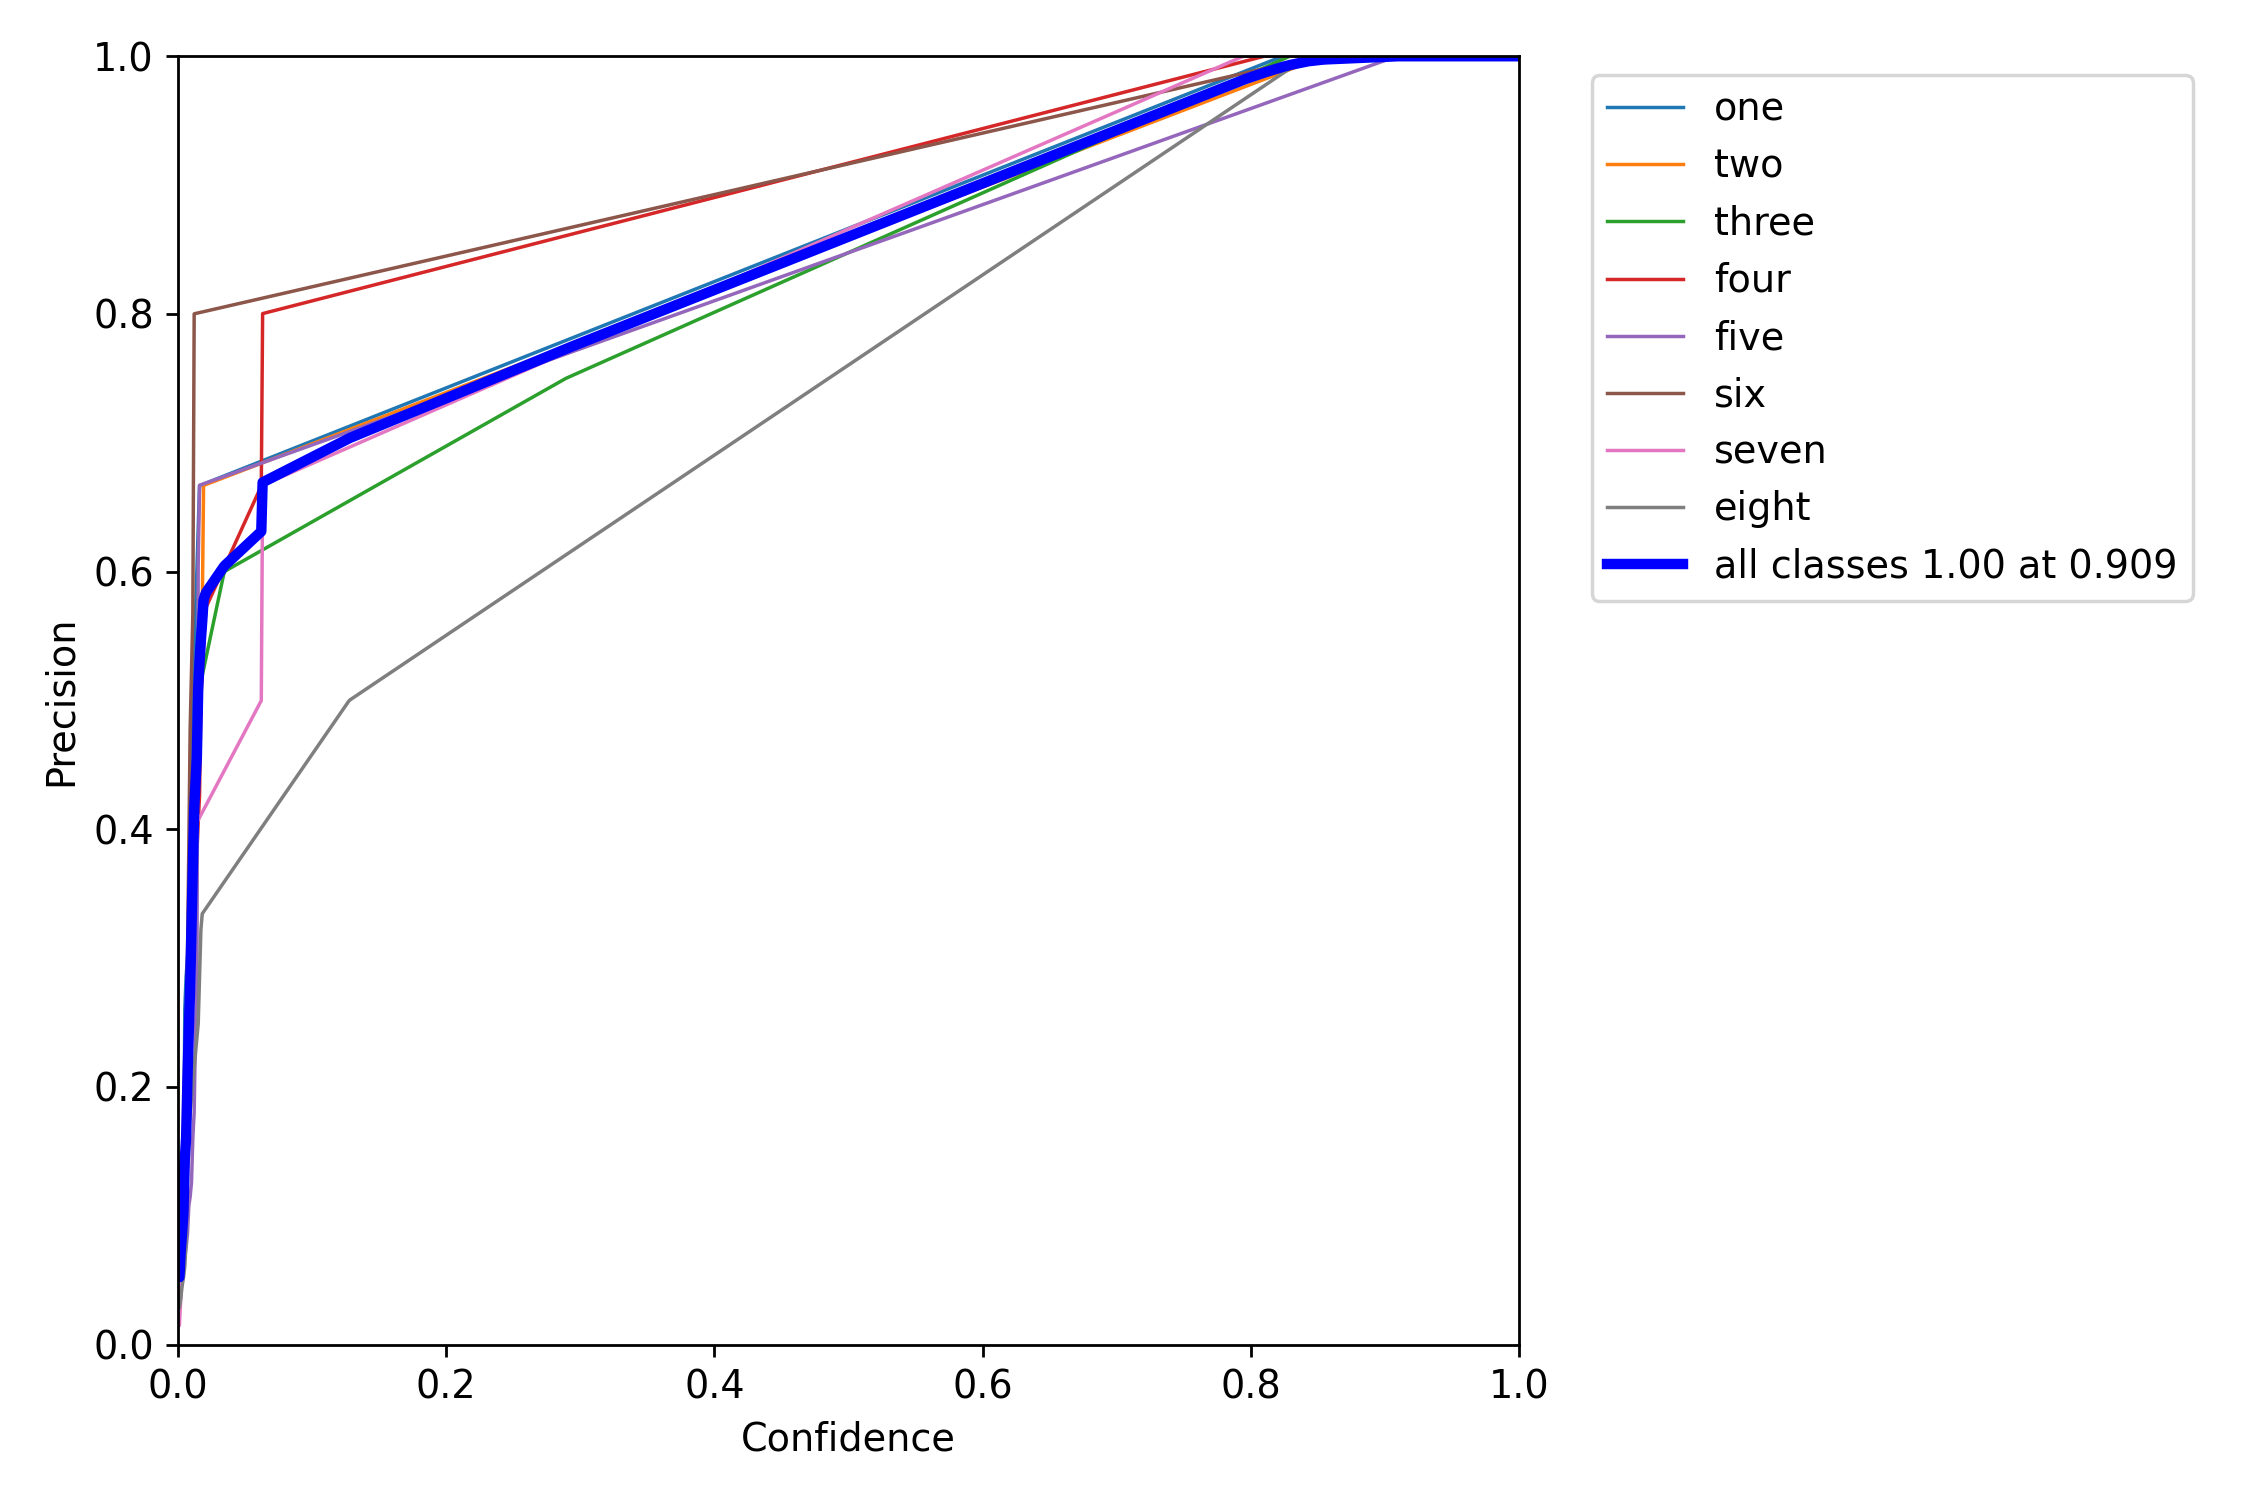 1.0
0.8
0.6
0.4
0.2
0.0
Precision
0.0 0.2 0.4 0.6 0.8 1.0
Confidence
one
two
three
four
five
six
seven
eight
all classes 1.00 at 0.909